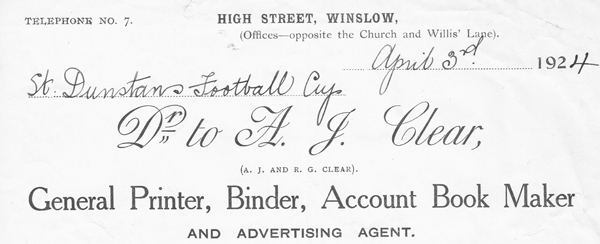 TELEPHONE NO. 7.
HIGH STREET, WINSLOW,
(Offices—opposite the Church and Willis' Lane).
April 3rd 1924
St. Dunstans Football Cup
Dr. to A. J. Clear,
(A. J. AND R. G. CLEAR).
General Printer, Binder, Account Book Maker
AND ADVERTISING AGENT.